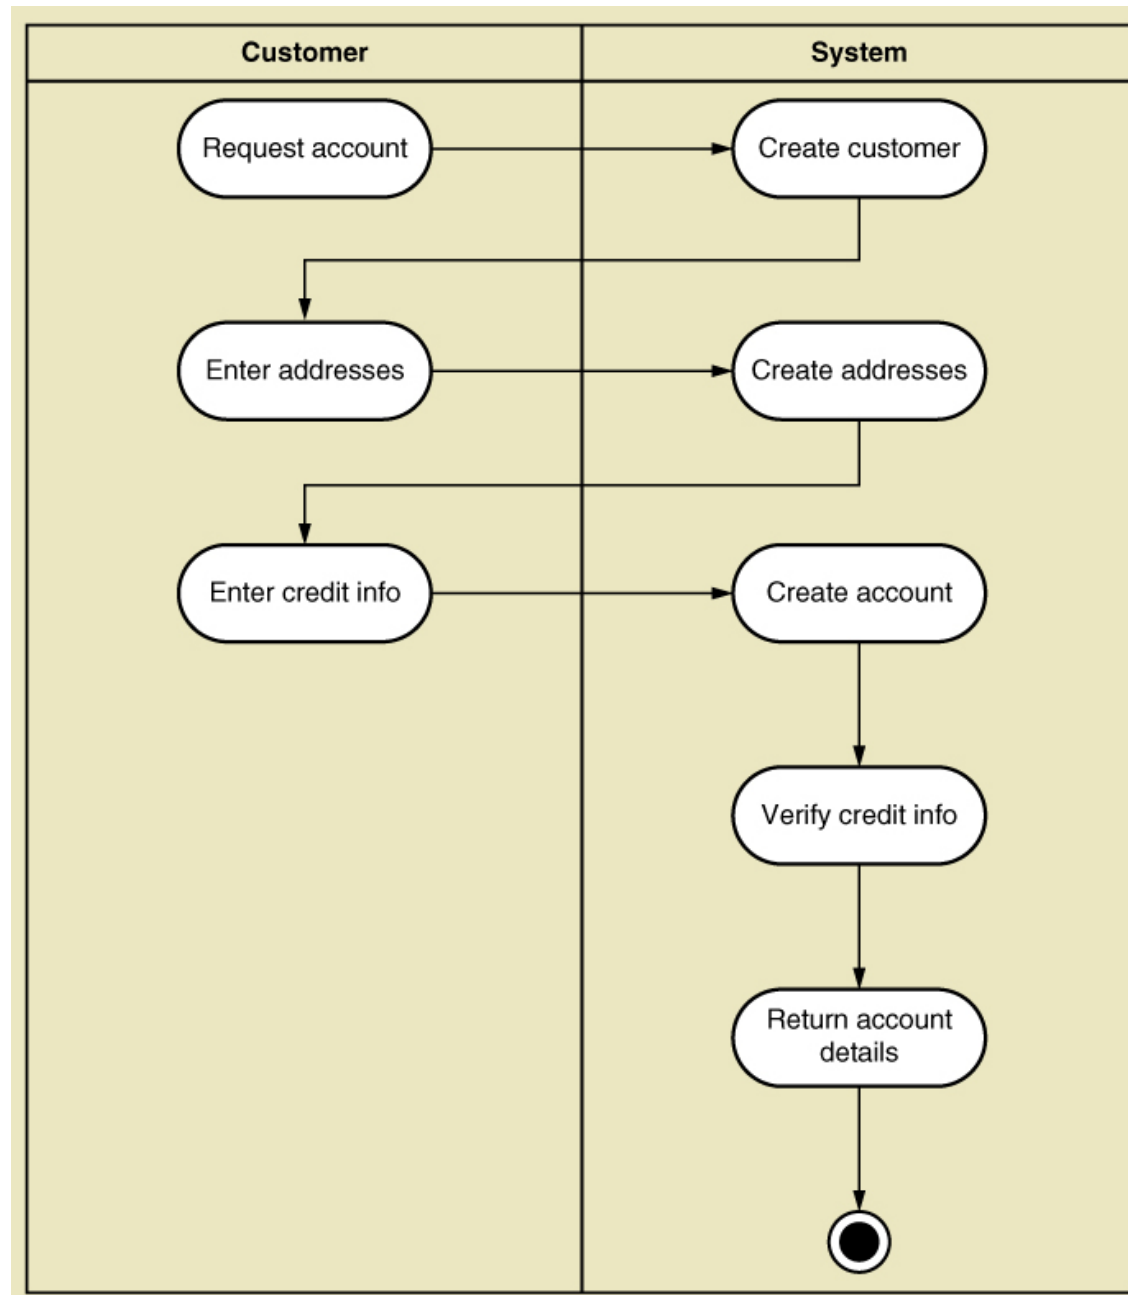 Customer
System
Request account
Create customer
Enter addresses
Create addresses
Enter credit info
Create account
Verify credit info
Return account
details